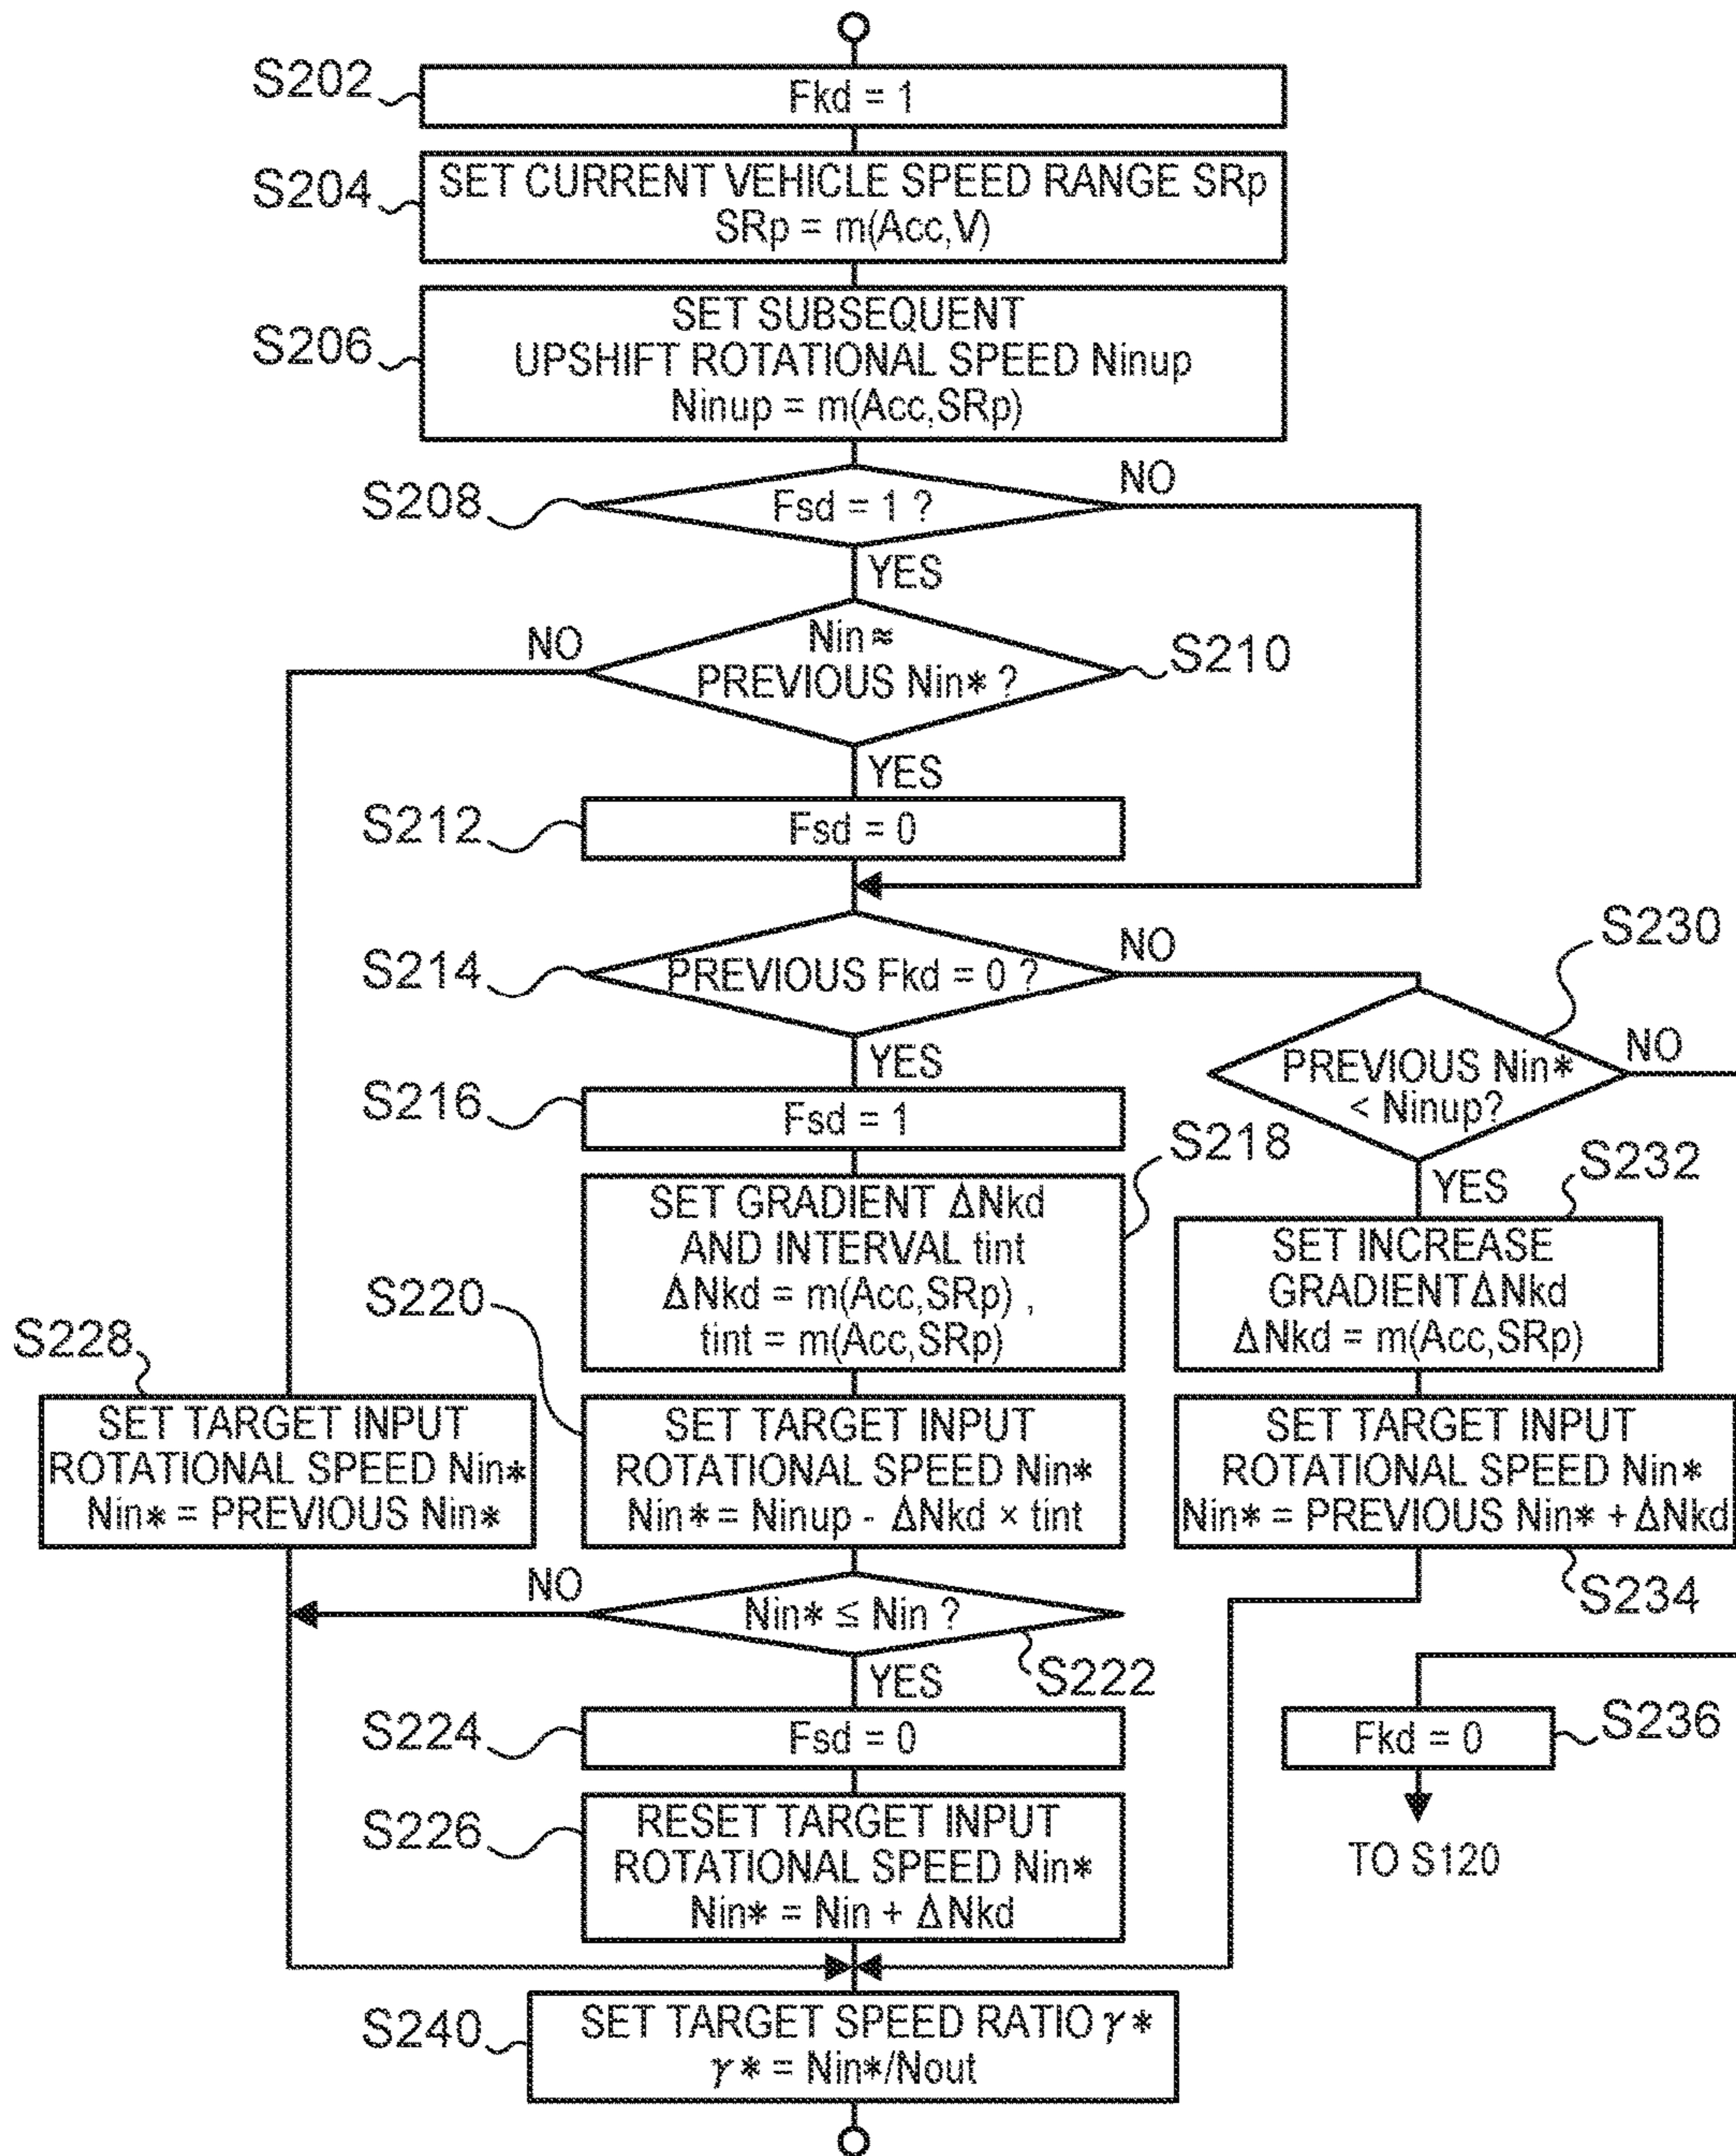 S202
Fkd = 1
S204
SET CURRENT VEHICLE SPEED RANGE SRp
SRp = m(Acc,V)
S206
SET SUBSEQUENT
UPSHIFT ROTATIONAL SPEED Ninup
Ninup = m(Acc,SRp)
S208
Fsd = 1 ?
NO
YES
NO
Nin ≈
PREVIOUS Nin* ?
S210
YES
S212
Fsd = 0
S214
PREVIOUS Fkd = 0 ?
NO
S230
YES
PREVIOUS Nin*
< Ninup?
NO
S216
Fsd = 1
S218
YES
S232
SET GRADIENT ΔNkd
AND INTERVAL tint
ΔNkd = m(Acc,SRp) ,
tint = m(Acc,SRp)
SET INCREASE
GRADIENT ΔNkd
ΔNkd = m(Acc,SRp)
S220
S228
SET TARGET INPUT
ROTATIONAL SPEED Nin*
Nin* = PREVIOUS Nin*
SET TARGET INPUT
ROTATIONAL SPEED Nin*
Nin* = Ninup - ΔNkd × tint
SET TARGET INPUT
ROTATIONAL SPEED Nin*
Nin* = PREVIOUS Nin* + ΔNkd
S234
NO
Nin* ≤ Nin ?
S222
YES
S224
Fsd = 0
Fkd = 0
S236
S226
RESET TARGET INPUT
ROTATIONAL SPEED Nin*
Nin* = Nin + ΔNkd
TO S120
S240
SET TARGET SPEED RATIO γ*
γ* = Nin*/Nout